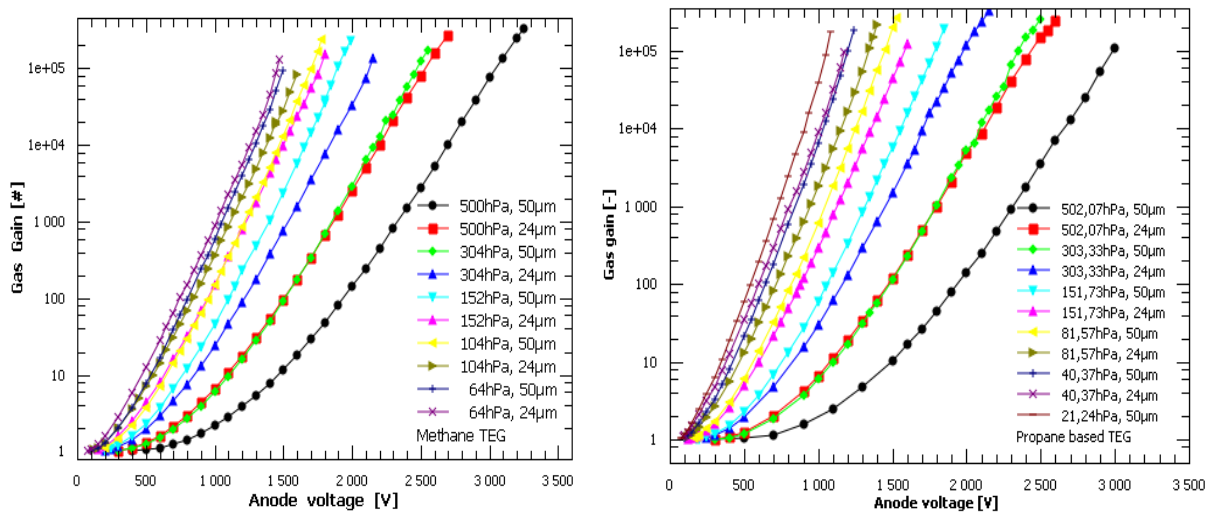 Gas Gain [#]
1e+05
1e+04
1 000
100
10
1
0
500
1 000
1 500
2 000
2 500
3 000
3 500
Anode voltage [V]
500hPa, 50µm
500hPa, 24µm
304hPa, 50µm
304hPa, 24µm
152hPa, 50µm
152hPa, 24µm
104hPa, 50µm
104hPa, 24µm
64hPa, 50µm
64hPa, 24µm
Methane TEG
Gas gain [-]
1e+05
1e+04
1 000
100
10
1
0
500
1 000
1 500
2 000
2 500
3 000
3 500
Anode voltage [V]
502,07hPa, 50µm
502,07hPa, 24µm
303,33hPa, 50µm
303,33hPa, 24µm
151,73hPa, 50µm
151,73hPa, 24µm
81,57hPa, 50µm
81,57hPa, 24µm
40,37hPa, 50µm
40,37hPa, 24µm
21,24hPa, 50µm
Propane based TEG